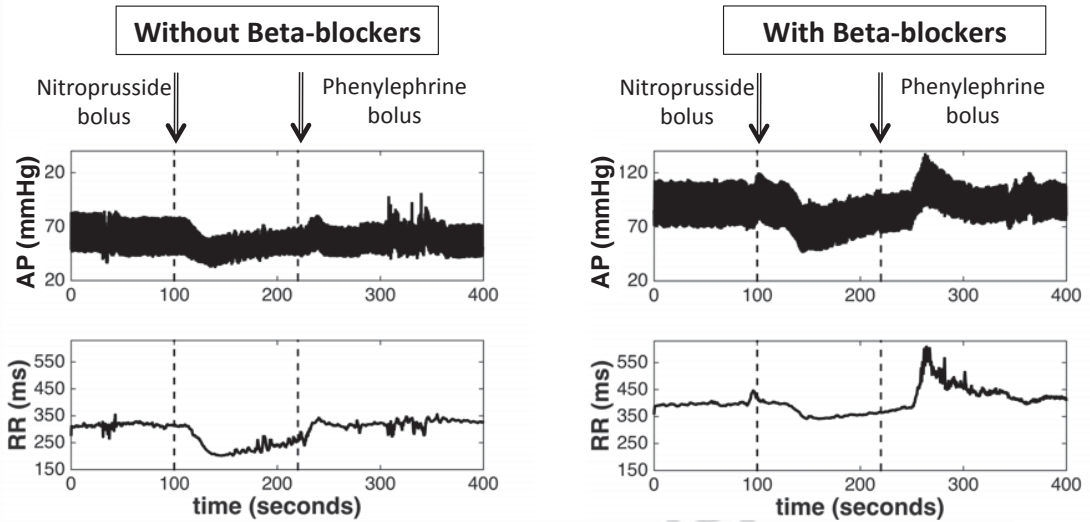 Without Beta-blockers
Nitroprusside
bolus
Phenylephrine
bolus
AP (mmHg)
20
70
20
0
100
200
300
400
RR (ms)
550
450
350
250
150
0
100
200
300
400
time (seconds)
With Beta-blockers
Nitroprusside
bolus
Phenylephrine
bolus
AP (mmHg)
120
70
20
0
100
200
300
400
RR (ms)
550
450
350
250
150
0
100
200
300
400
time (seconds)